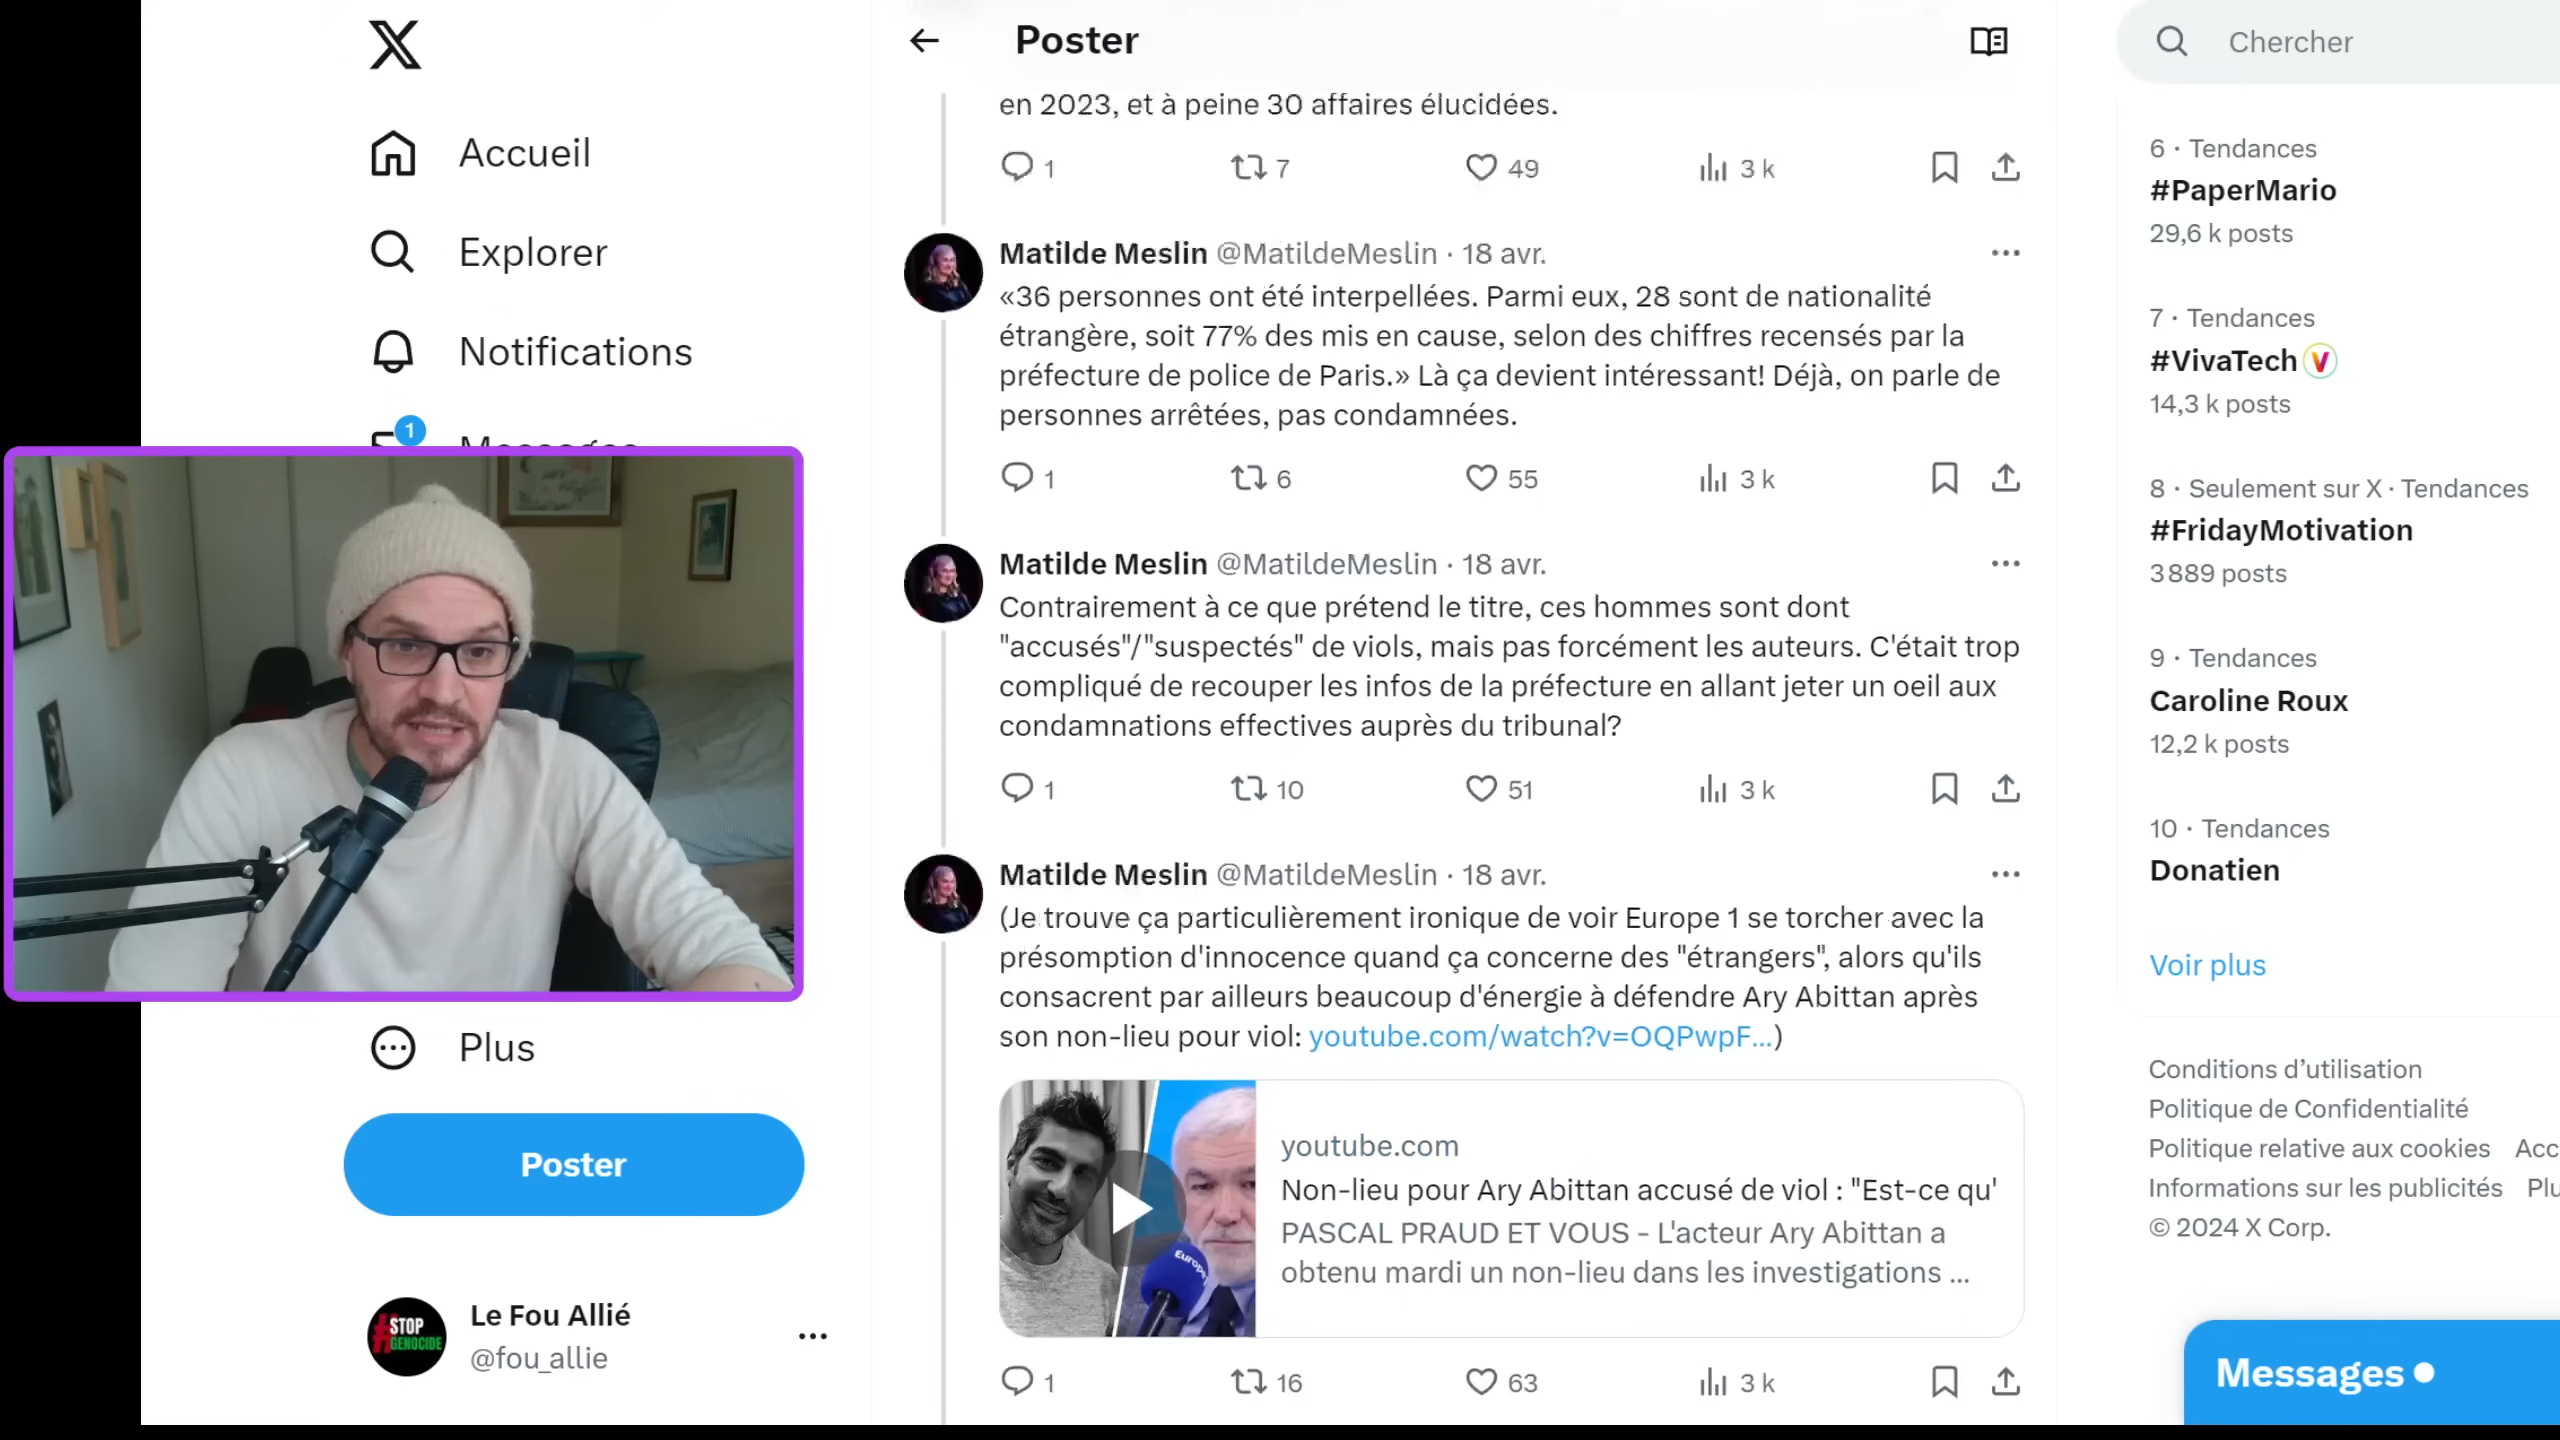 Accueil
Explorer
Notifications
1
Messages
Plus
Poster
Le Fou Allié
@fou_allie
#STOP
GENOCIDE
Poster
en 2023, et à peine 30 affaires élucidées.
1 7 49 3 k
Matilde Meslin @MatildeMeslin · 18 avr.
«36 personnes ont été interpellées. Parmi eux, 28 sont de nationalité
étrangère, soit 77% des mis en cause, selon des chiffres recensés par la
préfecture de police de Paris.» Là ça devient intéressant! Déjà, on parle de
personnes arrêtées, pas condamnées.
1 6 55 3 k
Matilde Meslin @MatildeMeslin · 18 avr.
Contrairement à ce que prétend le titre, ces hommes sont dont
"accusés"/"suspectés" de viols, mais pas forcément les auteurs. C'était trop
compliqué de recouper les infos de la préfecture en allant jeter un oeil aux
condamnations effectives auprès du tribunal?
1 10 51 3 k
Matilde Meslin @MatildeMeslin · 18 avr.
(Je trouve ça particulièrement ironique de voir Europe 1 se torcher avec la
présomption d'innocence quand ça concerne des "étrangers", alors qu'ils
consacrent par ailleurs beaucoup d'énergie à défendre Ary Abittan après
son non-lieu pour viol: youtube.com/watch?v=OQPwpF...)
Europe
youtube.com
Non-lieu pour Ary Abittan accusé de viol : "Est-ce qu'
PASCAL PRAUD ET VOUS - L'acteur Ary Abittan a
obtenu mardi un non-lieu dans les investigations ...
1 16 63 3 k
Chercher
6 · Tendances
#PaperMario
29,6 k posts
7 · Tendances
#VivaTech V
14,3 k posts
8 · Seulement sur X · Tendances
#FridayMotivation
3 889 posts
9 · Tendances
Caroline Roux
12,2 k posts
10 · Tendances
Donatien
Voir plus
Conditions d'utilisation
Politique de Confidentialité
Politique relative aux cookies Acc
Informations sur les publicités Plu
© 2024 X Corp.
Messages